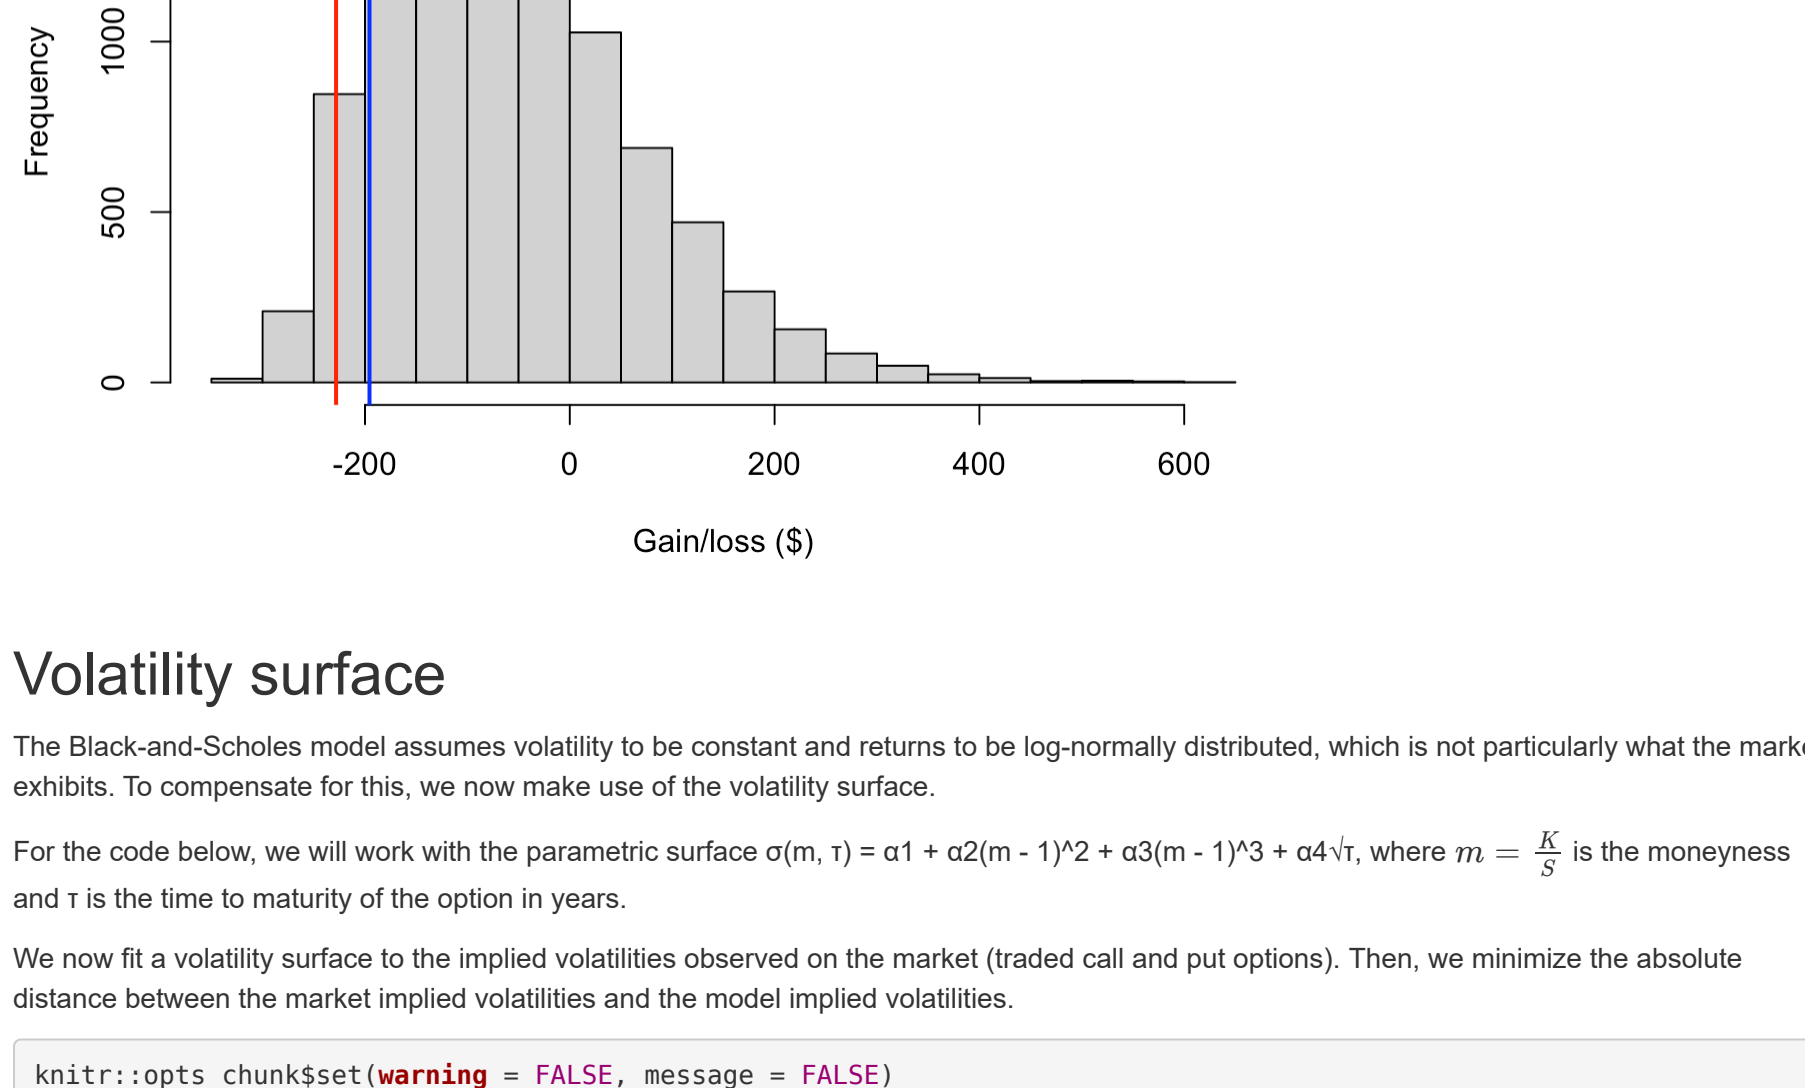 1000
Frequency
500
0
-200 0 200 400 600
Gain/loss ($)
Volatility surface
The Black-and-Scholes model assumes volatility to be constant and returns to be log-normally distributed, which is not particularly what the
exhibits. To compensate for this, we now make use of the volatility surface.
For the code below, we will work with the parametric surface σ(m, τ) = α1 + α2(m - 1)^2 + α3(m - 1)^3 + α4√τ, where m = K/S is the moneyness
and τ is the time to maturity of the option in years.
We now fit a volatility surface to the implied volatilities observed on the market (traded call and put options). Then, we minimize the absolute
distance between the market implied volatilities and the model implied volatilities.
knitr::opts_chunk$set(warning = FALSE, message = FALSE)